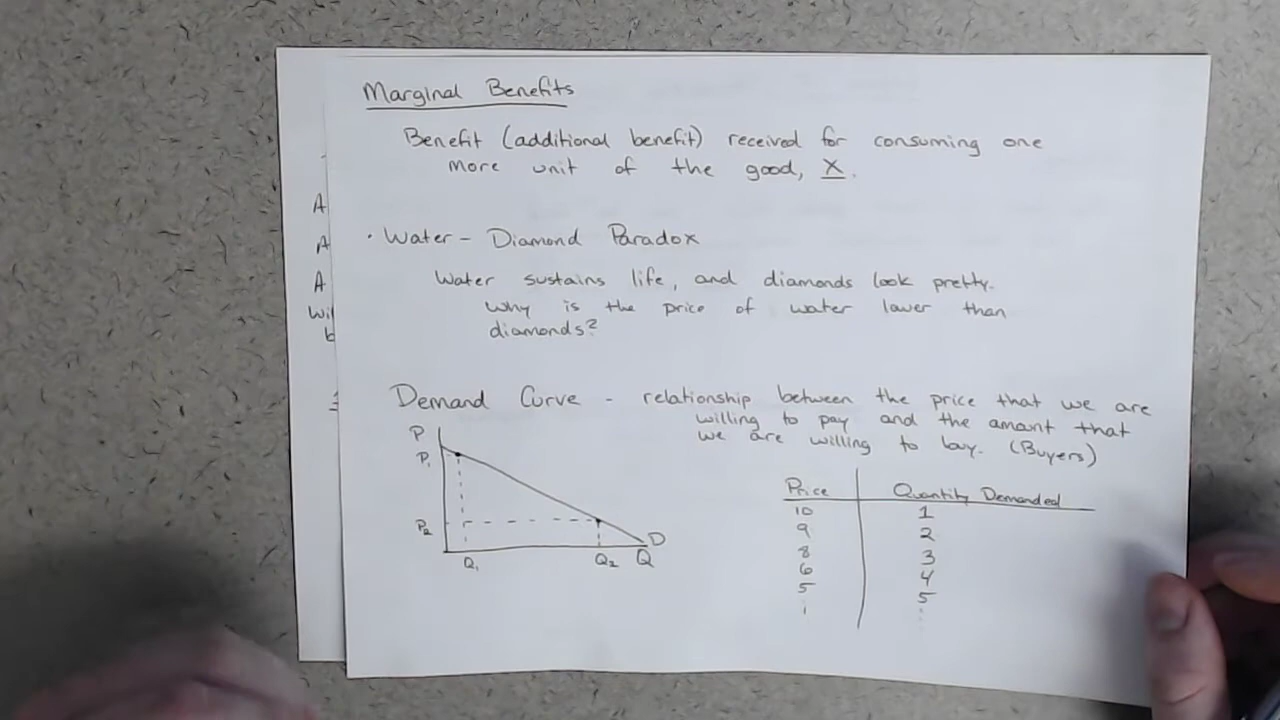 Marginal Benefits
Benefit (additional benefit) received for consuming one
more unit of the good, X.
• Water - Diamond Paradox
Water sustains life, and diamonds look pretty.
Why is the price of water lower than
diamonds?
Demand Curve - relationship between the price that we are
willing to pay and the amount that
we are willing to buy. (Buyers)
P
P1
P2
Q1
Q2
Q
D
Price Quantity Demanded
10 1
9 2
8 3
6 4
5 5
A
A
A
Wil
b